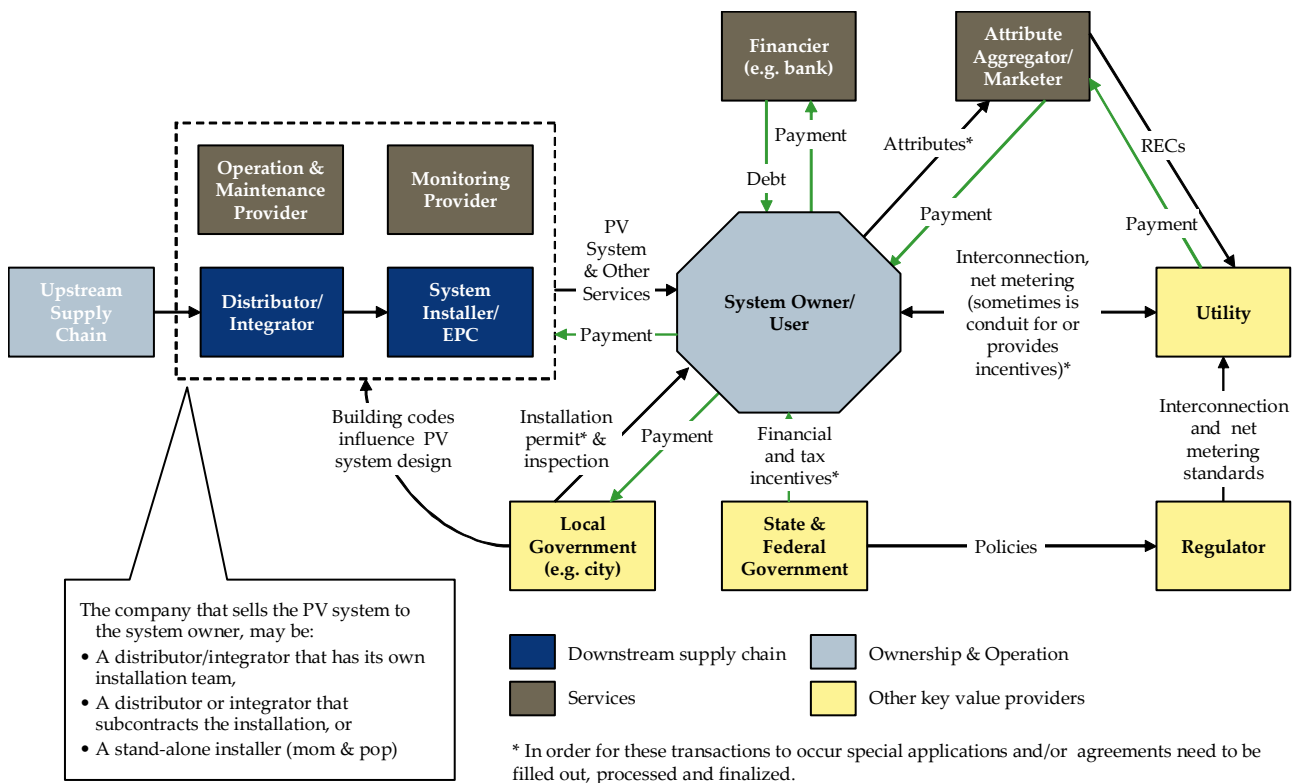 Financier
(e.g. bank)
Attribute
Aggregator/
Marketer
Payment
Debt
Attributes*
Payment
RECs
Payment
Operation &
Maintenance
Provider
Monitoring
Provider
Upstream
Supply
Chain
Distributor/
Integrator
System
Installer/
EPC
PV
System
& Other
Services
Payment
System Owner/
User
Interconnection,
net metering
(sometimes is
conduit for or
provides
incentives)*
Utility
Building codes
influence PV
system design
Installation
permit* &
inspection
Payment
Financial
and tax
incentives*
Interconnection
and net
metering
standards
Local
Government
(e.g. city)
State &
Federal
Government
Policies
Regulator
The company that sells the PV system to
the system owner, may be:
• A distributor/integrator that has its own
installation team,
• A distributor or integrator that
subcontracts the installation, or
• A stand-alone installer (mom & pop)
Downstream supply chain
Ownership & Operation
Services
Other key value providers
* In order for these transactions to occur special applications and/or agreements need to be
filled out, processed and finalized.